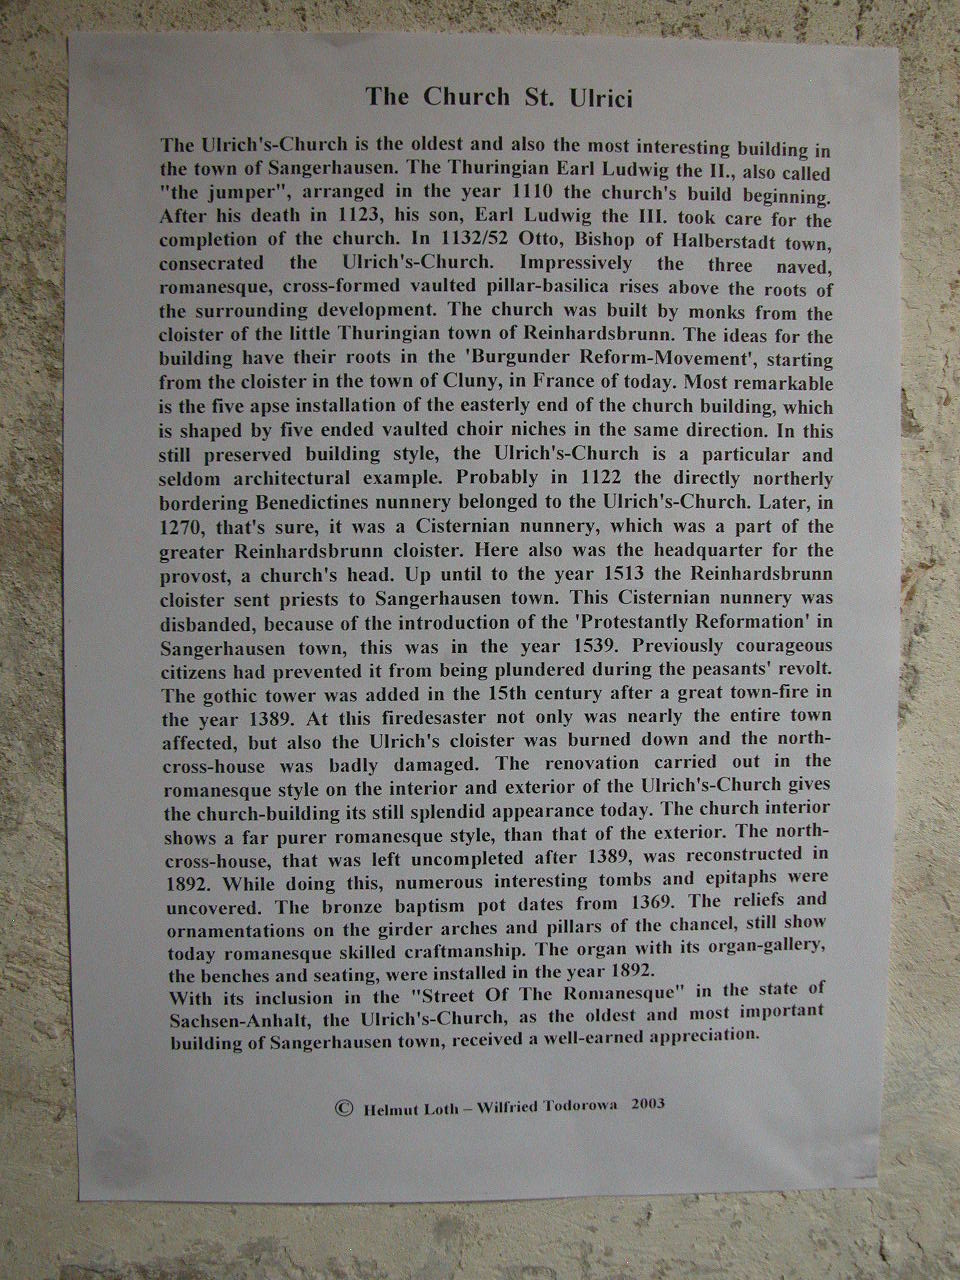 The Church St. Ulrici
The Ulrich's-Church is the oldest and also the most interesting building in
the town of Sangerhausen. The Thuringian Earl Ludwig the II., also called
"the jumper", arranged in the year 1110 the church's build beginning.
After his death in 1123, his son, Earl Ludwig the III. took care for the
completion of the church. In 1132/52 Otto, Bishop of Halberstadt town,
consecrated the Ulrich's-Church. Impressively the three naved,
romanesque, cross-formed vaulted pillar-basilica rises above the roots of
the surrounding development. The church was built by monks from the
cloister of the little Thuringian town of Reinhardsbrunn. The ideas for the
building have their roots in the 'Burgunder Reform-Movement', starting
from the cloister in the town of Cluny, in France of today. Most remarkable
is the five apse installation of the easterly end of the church building, which
is shaped by five ended vaulted choir niches in the same direction. In this
still preserved building style, the Ulrich's-Church is a particular and
seldom architectural example. Probably in 1122 the directly northerly
bordering Benedictines nunnery belonged to the Ulrich's-Church. Later, in
1270, that's sure, it was a Cisternian nunnery, which was a part of the
greater Reinhardsbrunn cloister. Here also was the headquarter for the
provost, a church's head. Up until to the year 1513 the Reinhardsbrunn
cloister sent priests to Sangerhausen town. This Cisternian nunnery was
disbanded, because of the introduction of the 'Protestantly Reformation' in
Sangerhausen town, this was in the year 1539. Previously courageous
citizens had prevented it from being plundered during the peasants' revolt.
The gothic tower was added in the 15th century after a great town-fire in
the year 1389. At this firedesaster not only was nearly the entire town
affected, but also the Ulrich's cloister was burned down and the north-
cross-house was badly damaged. The renovation carried out in the
romanesque style on the interior and exterior of the Ulrich's-Church gives
the church-building its still splendid appearance today. The church interior
shows a far purer romanesque style, than that of the exterior. The north-
cross-house, that was left uncompleted after 1389, was reconstructed in
1892. While doing this, numerous interesting tombs and epitaphs were
uncovered. The bronze baptism pot dates from 1369. The reliefs and
ornamentations on the girder arches and pillars of the chancel, still show
today romanesque skilled craftmanship. The organ with its organ-gallery,
the benches and seating, were installed in the year 1892.
With its inclusion in the "Street Of The Romanesque" in the state of
Sachsen-Anhalt, the Ulrich's-Church, as the oldest and most important
building of Sangerhausen town, received a well-earned appreciation.
© Helmut Loth – Wilfried Todorowa 2003